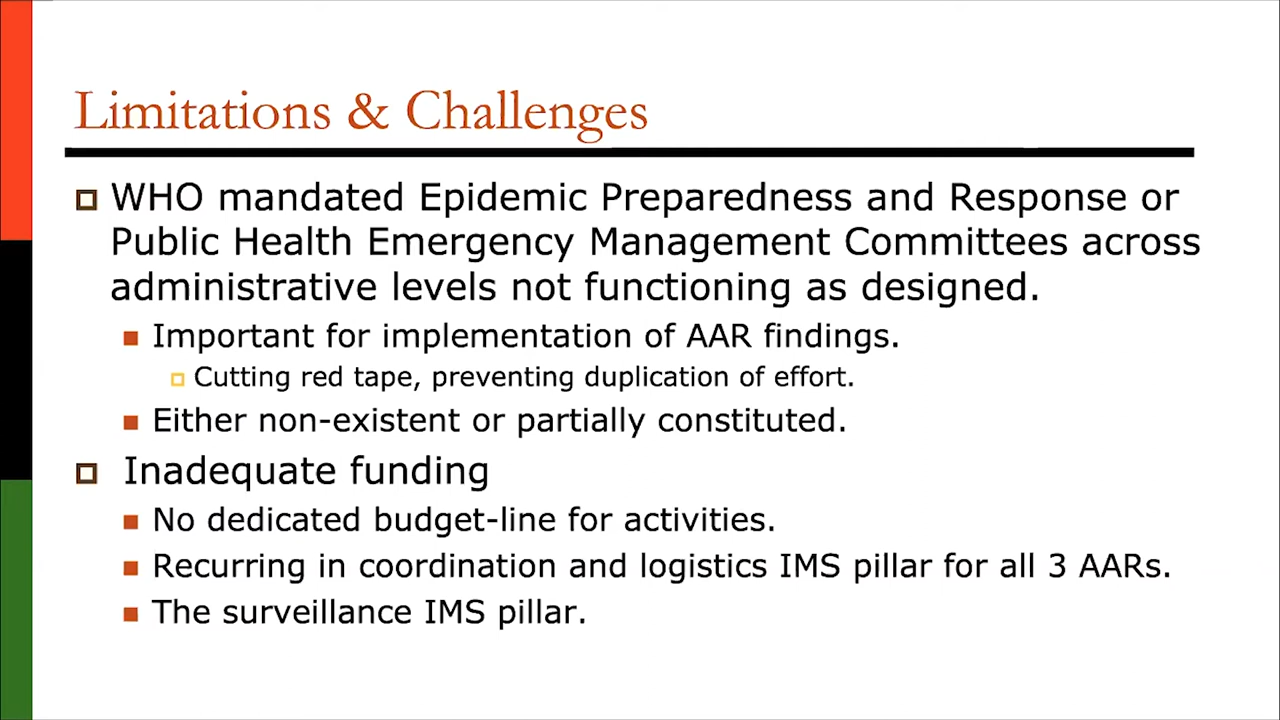 Limitations & Challenges
WHO mandated Epidemic Preparedness and Response or
Public Health Emergency Management Committees across
administrative levels not functioning as designed.
Important for implementation of AAR findings.
Cutting red tape, preventing duplication of effort.
Either non-existent or partially constituted.
Inadequate funding
No dedicated budget-line for activities.
Recurring in coordination and logistics IMS pillar for all 3 AARs.
The surveillance IMS pillar.